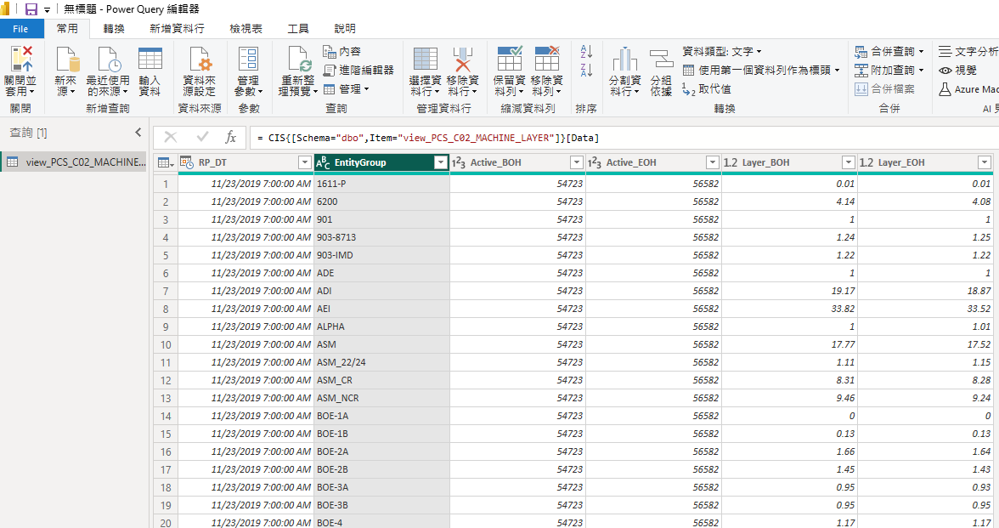 無標題 - Power Query 編輯器
File 常用 轉換 新增資料行 檢視表 工具 說明
關閉並套用 新來源 最近使用的來源 輸入資料 資料來源設定 管理參數 重新整理預覽 內容 進階編輯器 管理 選擇資料行 移除資料行 保留資料列 移除資料列 分割資料行 分組依據 資料類型: 文字 使用第一個資料列作為標頭 取代值 合併查詢 附加查詢 合併檔案 文字分析 視覺 Azure Mac
關閉 新增查詢 資料來源 參數 查詢 管理資料行 縮減資料列 排序 轉換 合併 AI 見
查詢 [1]
fx = CIS{[Schema="dbo",Item="view_PCS_C02_MACHINE_LAYER"]}[Data]
view_PCS_C02_MACHINE...
RP_DT ABC EntityGroup 123 Active_BOH 123 Active_EOH 1.2 Layer_BOH 1.2 Layer_EOH
1 11/23/2019 7:00:00 AM 1611-P 54723 56582 0.01 0.01
2 11/23/2019 7:00:00 AM 6200 54723 56582 4.14 4.08
3 11/23/2019 7:00:00 AM 901 54723 56582 1 1
4 11/23/2019 7:00:00 AM 903-8713 54723 56582 1.24 1.25
5 11/23/2019 7:00:00 AM 903-IMD 54723 56582 1.22 1.22
6 11/23/2019 7:00:00 AM ADE 54723 56582 1 1
7 11/23/2019 7:00:00 AM ADI 54723 56582 19.17 18.87
8 11/23/2019 7:00:00 AM AEI 54723 56582 33.82 33.52
9 11/23/2019 7:00:00 AM ALPHA 54723 56582 1 1.01
10 11/23/2019 7:00:00 AM ASM 54723 56582 17.77 17.52
11 11/23/2019 7:00:00 AM ASM_22/24 54723 56582 1.11 1.15
12 11/23/2019 7:00:00 AM ASM_CR 54723 56582 8.31 8.28
13 11/23/2019 7:00:00 AM ASM_NCR 54723 56582 9.46 9.24
14 11/23/2019 7:00:00 AM BOE-1A 54723 56582 0 0
15 11/23/2019 7:00:00 AM BOE-1B 54723 56582 0.13 0.13
16 11/23/2019 7:00:00 AM BOE-2A 54723 56582 1.66 1.64
17 11/23/2019 7:00:00 AM BOE-2B 54723 56582 1.45 1.43
18 11/23/2019 7:00:00 AM BOE-3A 54723 56582 0.95 0.93
19 11/23/2019 7:00:00 AM BOE-3B 54723 56582 0.95 0.95
20 11/23/2019 7:00:00 AM BOE-4 54723 56582 1.17 1.17